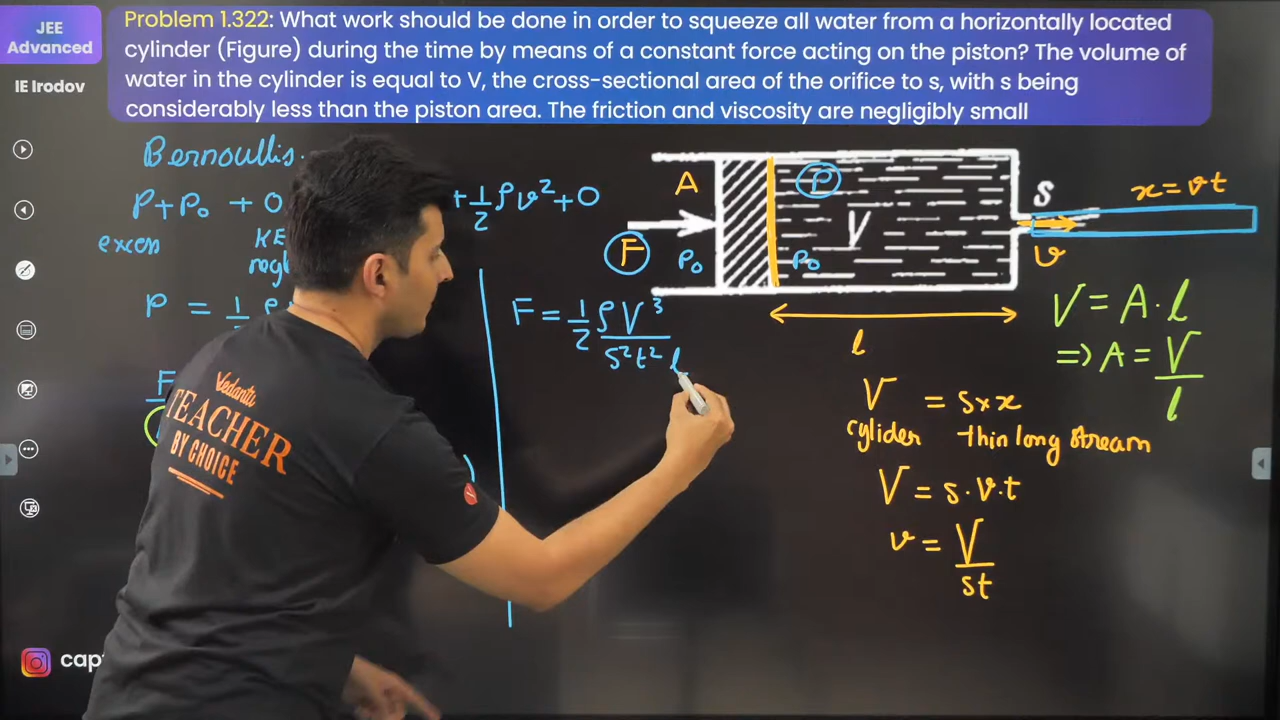 JEE
Advanced
IE Irodov
Problem 1.322: What work should be done in order to squeeze all water from a horizontally located
cylinder (Figure) during the time by means of a constant force acting on the piston? The volume of
water in the cylinder is equal to V, the cross-sectional area of the orifice to s, with s being
considerably less than the piston area. The friction and viscosity are negligibly small
Bernoullis.
P+P₀ + 0
+ 1/2 ρv² + 0
excess
KE
P = 1/2 ρ
F
F = 1/2 ρV³ / S²t² l
A
P
V
S
x = vt
F
P₀
P₀
v
l
V = A · l
⇒ A = V / l
V = s×x
cylider thin long stream
V = s·v·t
v = V / st
Vedantu
TEACHER
BY CHOICE